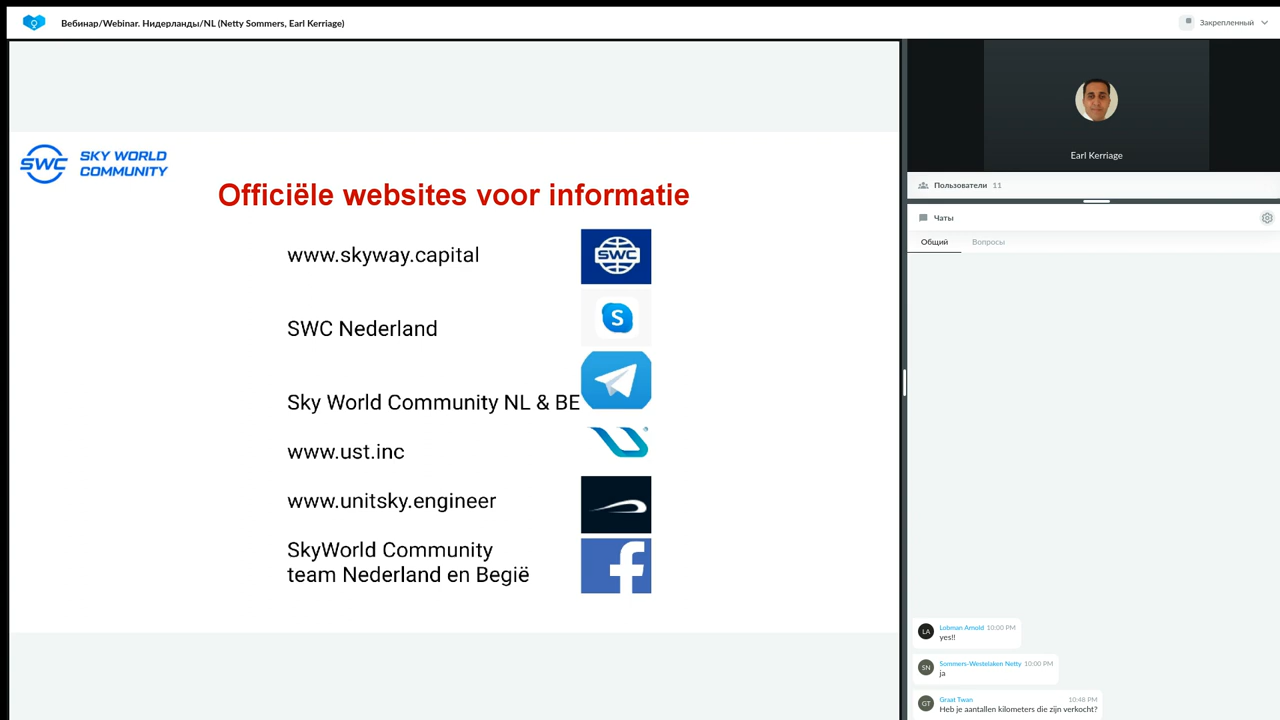 Вебинар/Webinar. Нидерланды/NL (Netty Sommers, Earl Kerriage)
Закрепленный
SWC SKY WORLD
COMMUNITY
Officiële websites voor informatie
www.skyway.capital
SWC
SWC Nederland
S
Sky World Community NL & BE
www.ust.inc
www.unitsky.engineer
SkyWorld Community
team Nederland en Begië
f
Earl Kerriage
Пользователи 11
Чаты
Общий Вопросы
LA Lobman Arnold 10:00 PM
yes!!
SN Sommers-Westelaken Netty 10:00 PM
ja
GT Graat Twan 10:48 PM
Heb je aantallen kilometers die zijn verkocht?